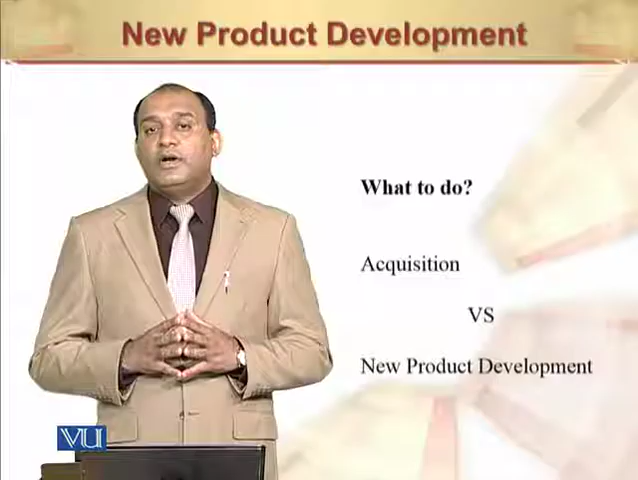 New Product Development
What to do?
Acquisition
VS
New Product Development
VU